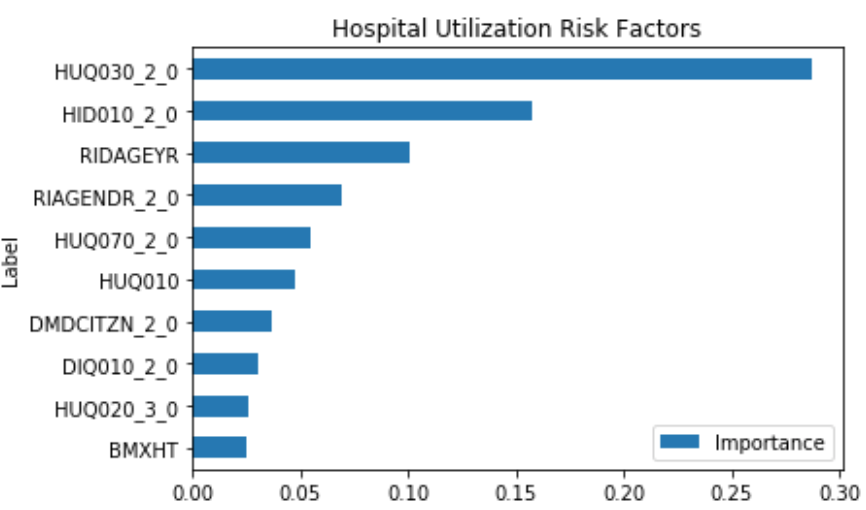 Hospital Utilization Risk Factors
HUQ030_2_0
HID010_2_0
RIDAGEYR
RIAGENDR_2_0
HUQ070_2_0
HUQ010
DMDCITZN_2_0
DIQ010_2_0
HUQ020_3_0
BMXHT
Label
Importance
0.00 0.05 0.10 0.15 0.20 0.25 0.30